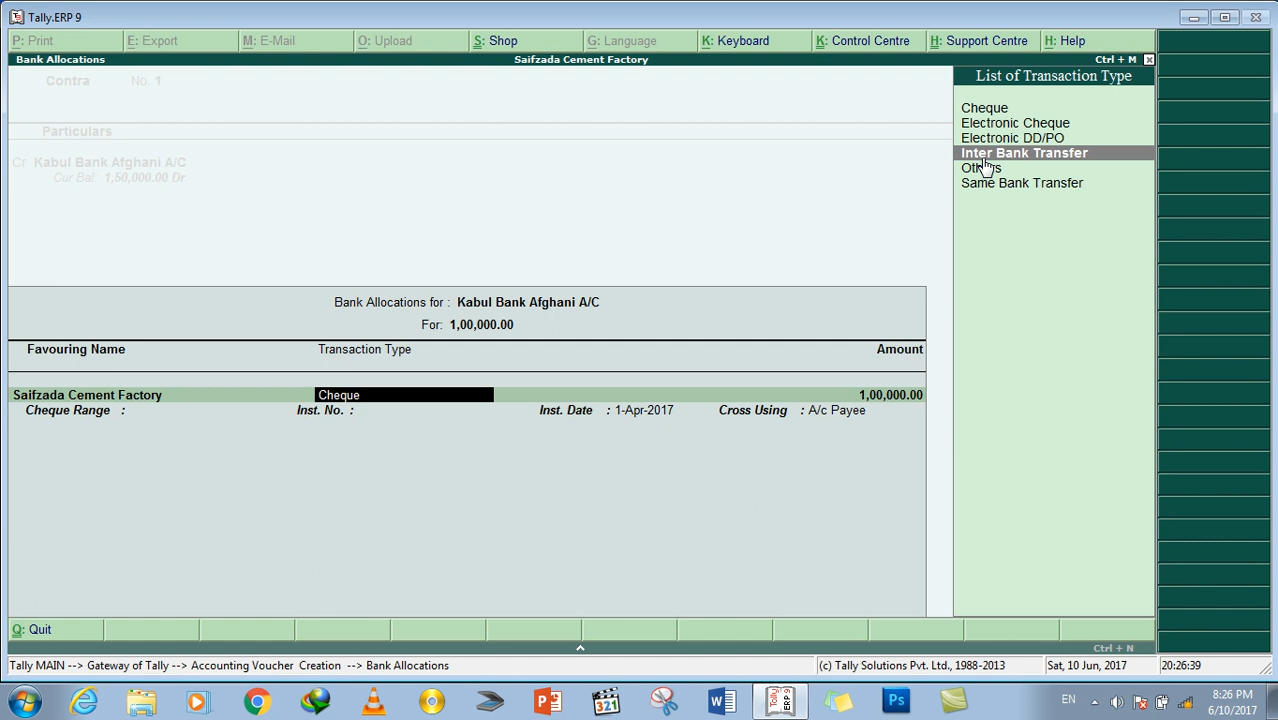 Tally.ERP 9
P: Print E: Export M: E-Mail O: Upload S: Shop G: Language K: Keyboard K: Control Centre H: Support Centre H: Help
Bank Allocations Saifzada Cement Factory Ctrl + M
Contra No. 1
Particulars
Cr Kabul Bank Afghani A/C
Cur Bal: 1,50,000.00 Dr
List of Transaction Type
Cheque
Electronic Cheque
Electronic DD/PO
Inter Bank Transfer
Others
Same Bank Transfer
Bank Allocations for : Kabul Bank Afghani A/C
For: 1,00,000.00
Favouring Name Transaction Type Amount
Saifzada Cement Factory Cheque 1,00,000.00
Cheque Range : Inst. No. : Inst. Date : 1-Apr-2017 Cross Using : A/c Payee
Q: Quit
Ctrl + N
Tally MAIN --> Gateway of Tally --> Accounting Voucher Creation --> Bank Allocations (c) Tally Solutions Pvt. Ltd., 1988-2013 Sat, 10 Jun, 2017 20:26:39
321 ERP 9 Ps EN 8:26 PM
6/10/2017